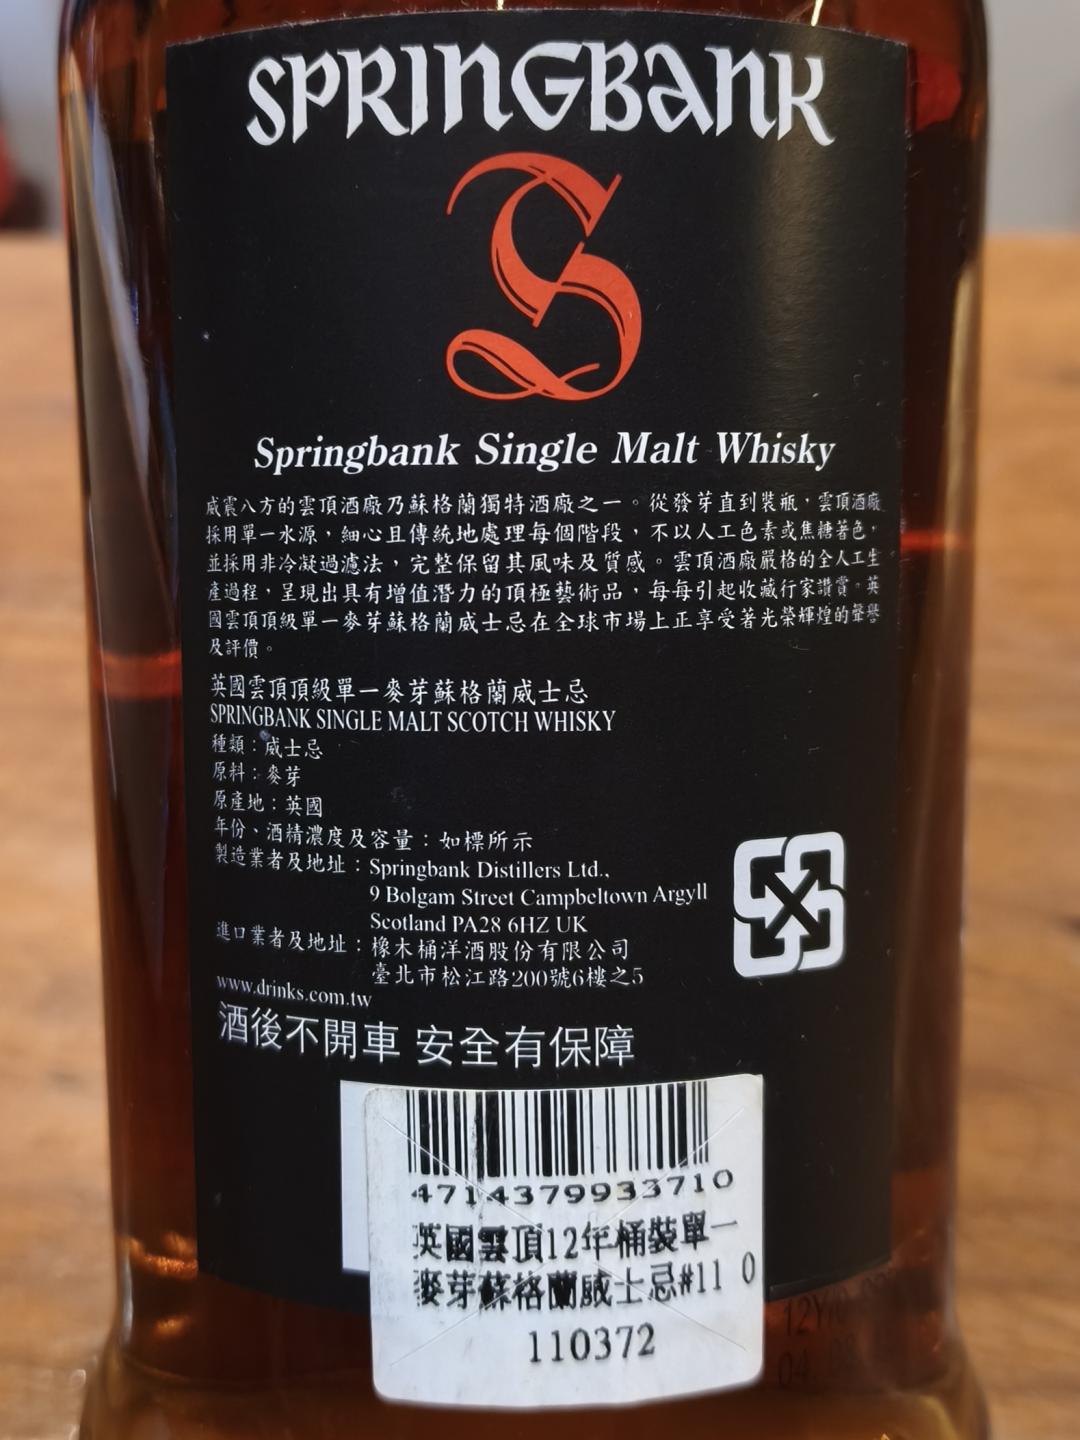 SPRINGBANK
S
Springbank Single Malt Whisky
威震八方的雲頂酒廠乃蘇格蘭獨特酒廠之一。從發芽直到裝瓶，雲頂酒廠
採用單一水源，細心且傳統地處理每個階段，不以人工色素或焦糖著色，
並採用非冷凝過濾法，完整保留其風味及質感。雲頂酒廠嚴格的全人工生
產過程，呈現出具有增值潛力的頂極藝術品，每每引起收藏行家讚賞。英
國雲頂頂級單一麥芽蘇格蘭威士忌在全球市場上正享受著光榮輝煌的聲譽
及評價。
英國雲頂頂級單一麥芽蘇格蘭威士忌
SPRINGBANK SINGLE MALT SCOTCH WHISKY
種類：威士忌
原料：麥芽
原產地：英國
年份、酒精濃度及容量：如標所示
製造業者及地址：Springbank Distillers Ltd.,
9 Bolgam Street Campbeltown Argyll
Scotland PA28 6HZ UK
進口業者及地址：橡木桶洋酒股份有限公司
臺北市松江路200號6樓之5
www.drinks.com.tw
酒後不開車 安全有保障
4714379933710
英國雲頂12年桶裝單一
麥芽蘇格蘭威士忌#11 0
110372